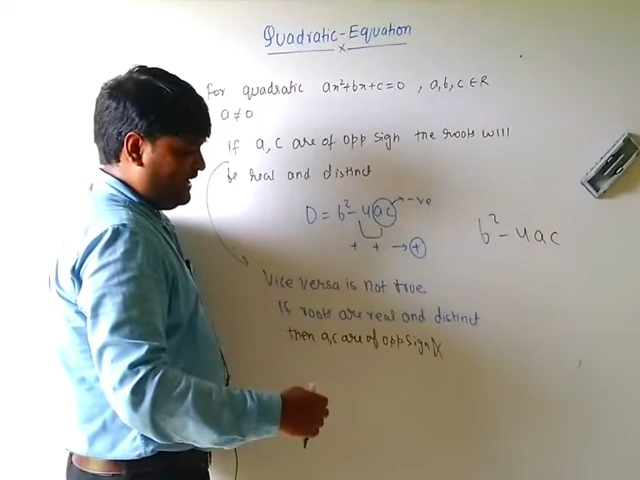 Quadratic-Equation
x
For quadratic ax²+bx+c=0 , a,b,c ∈ R
a≠0
if a,c are of opp sign the roots will
be real and distinct
D = b²-4ac → -ve
+ + → +
b²-4ac
Vice versa is not true
If roots are real and distinct
then a,c are of opp sign X